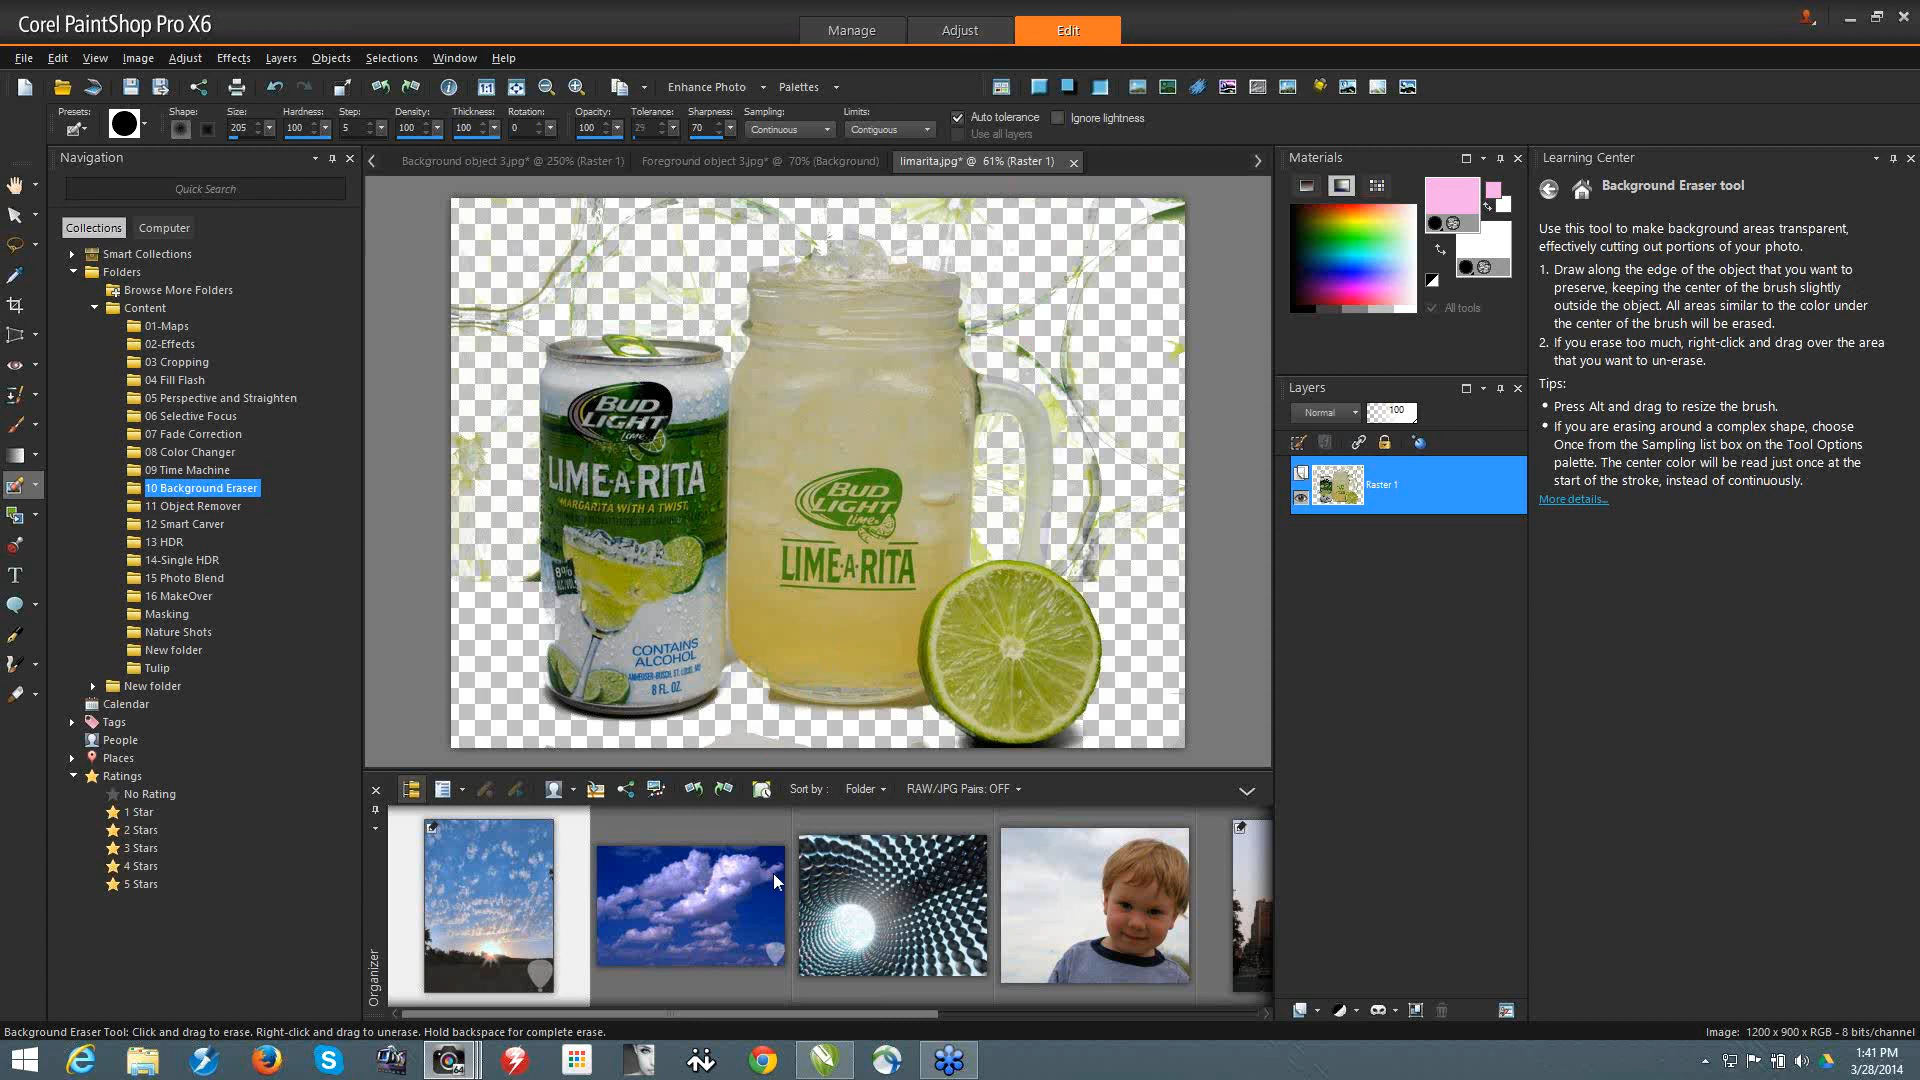 Corel PaintShop Pro X6
Manage
Adjust
Edit
File Edit View Image Adjust Effects Layers Objects Selections Window Help
Enhance Photo
Palettes
Presets: Shape: Size: Hardness: Step: Density: Thickness: Rotation: Opacity: Tolerance: Sharpness: Sampling: Limits:
205 100 5 100 100 0 100 25 70 Continuous Contiguous
Auto tolerance
Ignore lightness
Use all layers
Navigation
Quick Search
Collections Computer
Smart Collections
Folders
Browse More Folders
Content
01-Maps
02-Effects
03 Cropping
04 Fill Flash
05 Perspective and Straighten
06 Selective Focus
07 Fade Correction
08 Color Changer
09 Time Machine
10 Background Eraser
11 Object Remover
12 Smart Carver
13 HDR
14-Single HDR
15 Photo Blend
16 MakeOver
Masking
Nature Shots
New folder
Tulip
New folder
Calendar
Tags
People
Places
Ratings
No Rating
1 Star
2 Stars
3 Stars
4 Stars
5 Stars
Background object 3.jpg* @ 250% (Raster 1)
Foreground object 3.jpg* @ 70% (Background)
limarita.jpg* @ 61% (Raster 1)
BUD
LIGHT
Lime
LIME-A-RITA
MARGARITA WITH A TWIST
8%
ALC./VOL.
CONTAINS
ALCOHOL
ANHEUSER-BUSCH, ST. LOUIS, MO
8 FL. OZ.
BUD
LIGHT
Lime
LIME-A-RITA
Organizer
Sort by : Folder
RAW/JPG Pairs: OFF
Materials
All tools
Layers
Normal
100
Raster 1
Learning Center
Background Eraser tool
Use this tool to make background areas transparent,
effectively cutting out portions of your photo.
1. Draw along the edge of the object that you want to
preserve, keeping the center of the brush slightly
outside the object. All areas similar to the color under
the center of the brush will be erased.
2. If you erase too much, right-click and drag over the area
that you want to un-erase.
Tips:
• Press Alt and drag to resize the brush.
• If you are erasing around a complex shape, choose
Once from the Sampling list box on the Tool Options
palette. The center color will be read just once at the
start of the stroke, instead of continuously.
More details...
Background Eraser Tool: Click and drag to erase. Right-click and drag to unerase. Hold backspace for complete erase.
Image: 1200 x 900 x RGB - 8 bits/channel
64
1:41 PM
3/28/2014